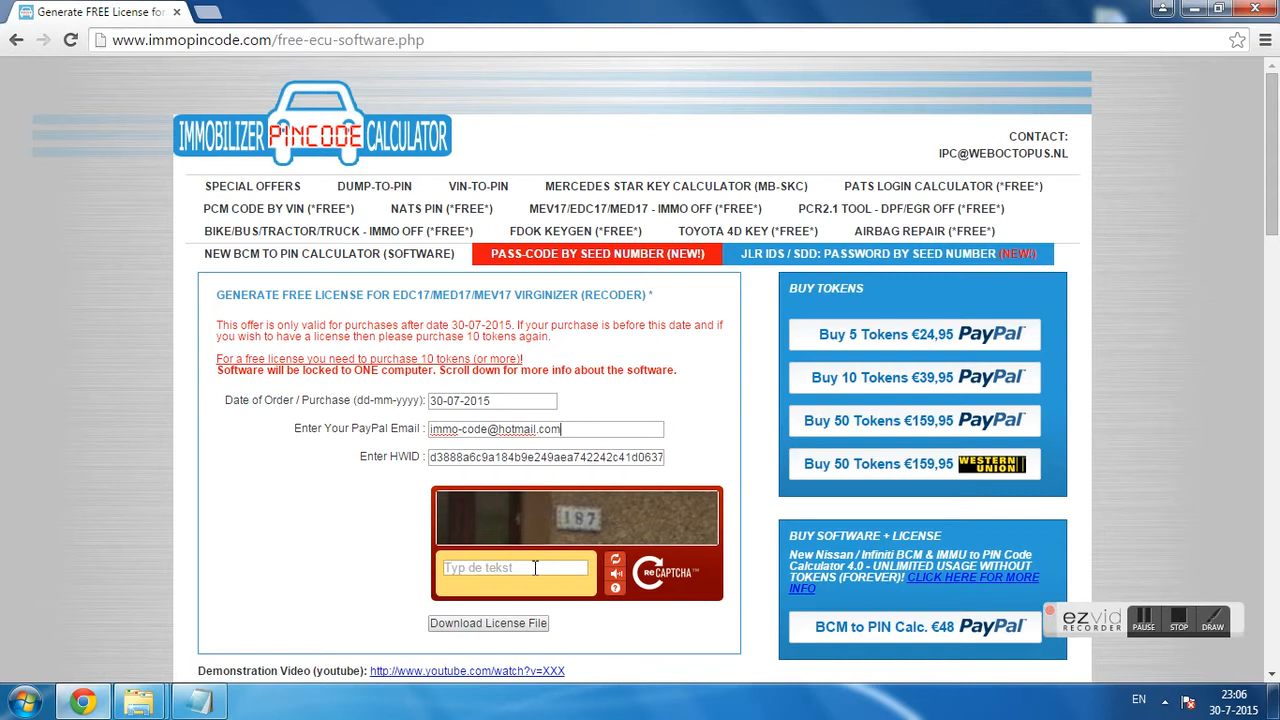 Generate FREE License for
www.immopincode.com/free-ecu-software.php
IMMOBILIZER PINCODE CALCULATOR
CONTACT:
IPC@WEBOCTOPUS.NL
SPECIAL OFFERS DUMP-TO-PIN VIN-TO-PIN MERCEDES STAR KEY CALCULATOR (MB-SKC) PATS LOGIN CALCULATOR (*FREE*)
PCM CODE BY VIN (*FREE*) NATS PIN (*FREE*) MEV17/EDC17/MED17 - IMMO OFF (*FREE*) PCR2.1 TOOL - DPF/EGR OFF (*FREE*)
BIKE/BUS/TRACTOR/TRUCK - IMMO OFF (*FREE*) FDOK KEYGEN (*FREE*) TOYOTA 4D KEY (*FREE*) AIRBAG REPAIR (*FREE*)
NEW BCM TO PIN CALCULATOR (SOFTWARE) PASS-CODE BY SEED NUMBER (NEW!) JLR IDS / SDD: PASSWORD BY SEED NUMBER (NEW!)
GENERATE FREE LICENSE FOR EDC17/MED17/MEV17 VIRGINIZER (RECODER) *
This offer is only valid for purchases after date 30-07-2015. If your purchase is before this date and if
you wish to have a license then please purchase 10 tokens again.
For a free license you need to purchase 10 tokens (or more)!
Software will be locked to ONE computer. Scroll down for more info about the software.
Date of Order / Purchase (dd-mm-yyyy): 30-07-2015
Enter Your PayPal Email : immo-code@hotmail.com
Enter HWID : d3888a6c9a184b9e249aea742242c41d0637
187
Typ de tekst
reCAPTCHA™
Download License File
Demonstration Video (youtube): http://www.youtube.com/watch?v=XXX
BUY TOKENS
Buy 5 Tokens €24,95 PayPal
Buy 10 Tokens €39,95 PayPal
Buy 50 Tokens €159,95 PayPal
Buy 50 Tokens €159,95 WESTERN UNION
BUY SOFTWARE + LICENSE
New Nissan / Infiniti BCM & IMMU to PIN Code
Calculator 4.0 - UNLIMITED USAGE WITHOUT
TOKENS (FOREVER)! CLICK HERE FOR MORE
INFO
BCM to PIN Calc. €48 PayPal
ezvid
RECORDER
PAUSE STOP DRAW
EN
23:06
30-7-2015